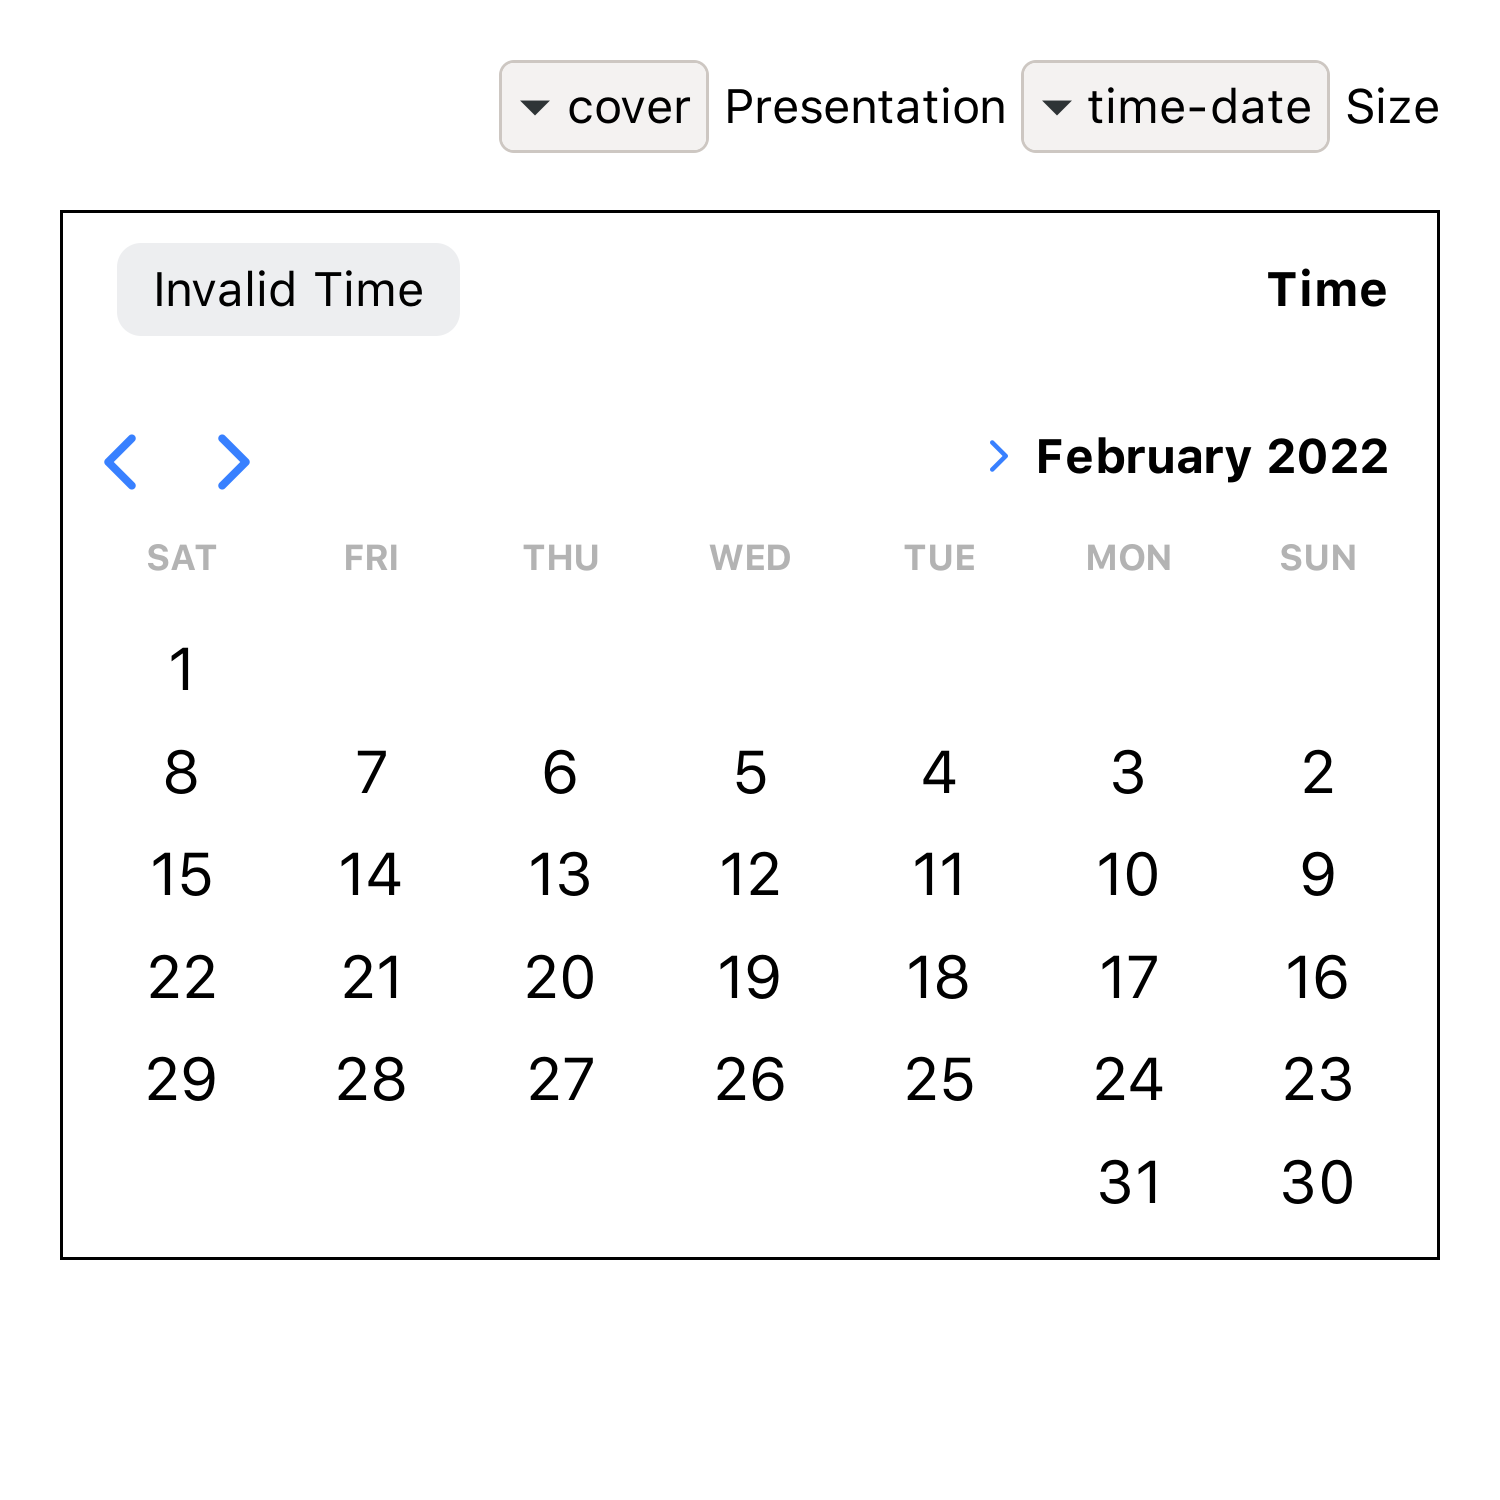 cover Presentation time-date Size
Invalid Time Time
February 2022
SAT FRI THU WED TUE MON SUN
1
8 7 6 5 4 3 2
15 14 13 12 11 10 9
22 21 20 19 18 17 16
29 28 27 26 25 24 23
31 30